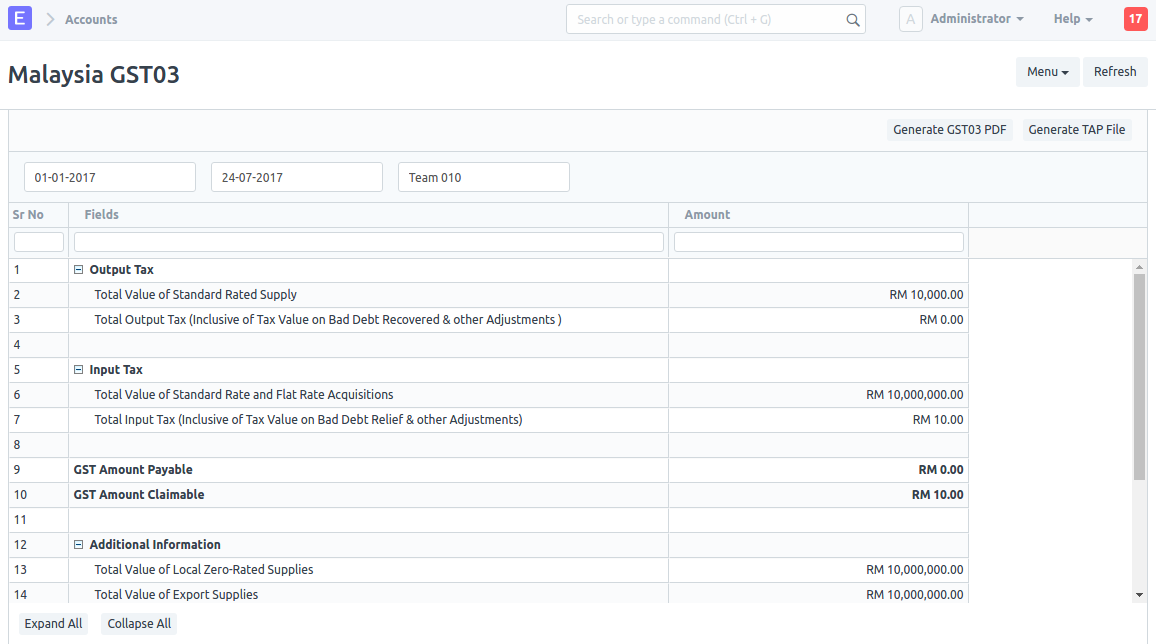 E Accounts Search or type a command (Ctrl + G) A Administrator Help 17
Malaysia GST03 Menu Refresh
Generate GST03 PDF Generate TAP File
01-01-2017 24-07-2017 Team 010
Sr No Fields Amount
1 Output Tax
2 Total Value of Standard Rated Supply RM 10,000.00
3 Total Output Tax (Inclusive of Tax Value on Bad Debt Recovered & other Adjustments ) RM 0.00
4
5 Input Tax
6 Total Value of Standard Rate and Flat Rate Acquisitions RM 10,000,000.00
7 Total Input Tax (Inclusive of Tax Value on Bad Debt Relief & other Adjustments) RM 10.00
8
9 GST Amount Payable RM 0.00
10 GST Amount Claimable RM 10.00
11
12 Additional Information
13 Total Value of Local Zero-Rated Supplies RM 10,000,000.00
14 Total Value of Export Supplies RM 10,000,000.00
Expand All Collapse All